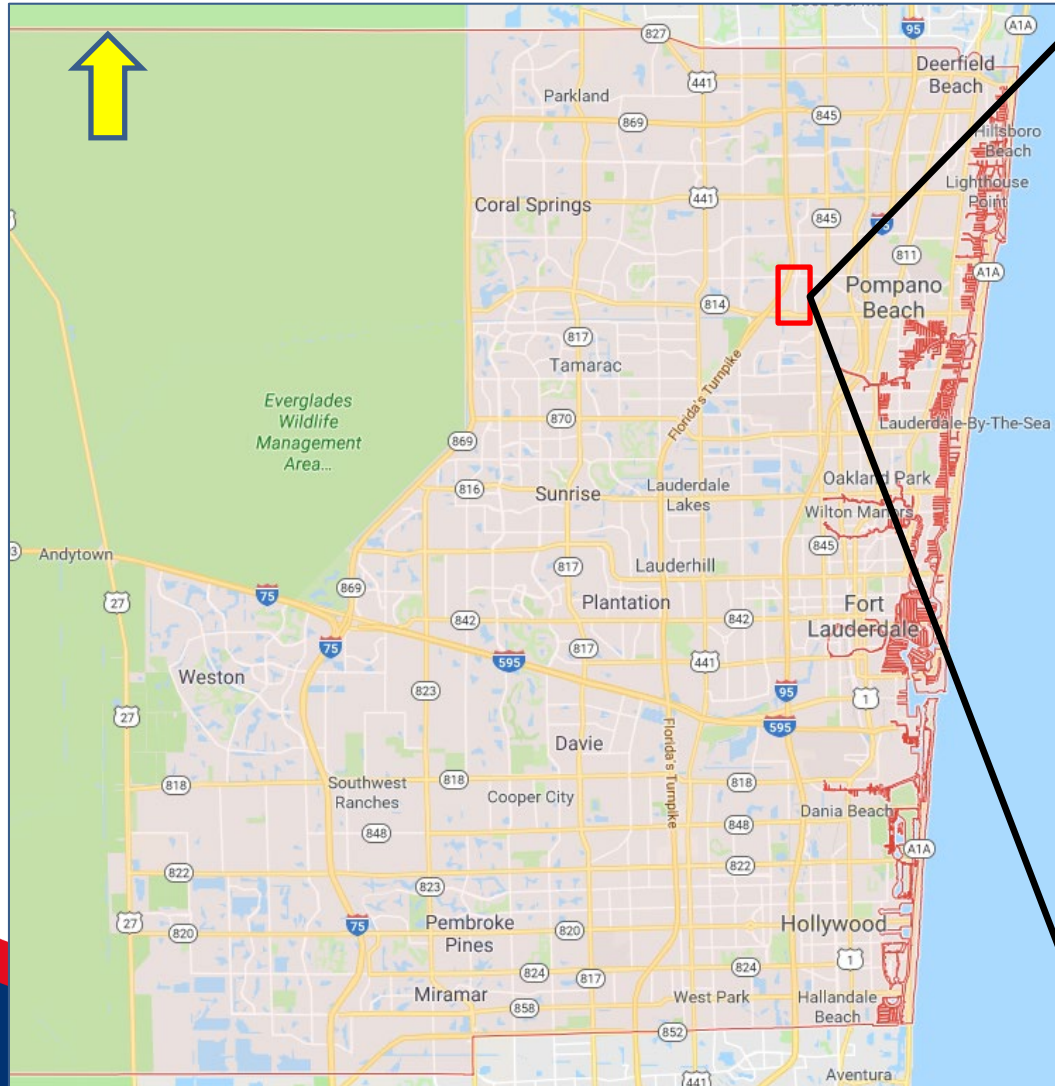 95
A1A
827
Deerfield
Beach
441
Parkland
845
869
Hillsboro
Beach
Lighthouse
Point
441
Coral Springs
845
811
A1A
Pompano
Beach
814
817
Tamarac
Florida's Turnpike
Everglades
Wildlife
Management
Area...
870
869
Lauderdale-By-The-Sea
816
Sunrise
Lauderdale
Lakes
Oakland Park
Wilton Manors
845
Andytown
817
Lauderhill
75
869
27
Plantation
Fort
Lauderdale
842
842
75
817
595
441
Weston
823
95
1
27
595
Davie
Florida's Turnpike
818
Southwest
Ranches
818
Cooper City
818
Dania Beach
848
848
A1A
822
822
823
27
820
75
Pembroke
Pines
820
Hollywood
824
817
824
1
Miramar
858
West Park
Hallandale
Beach
852
441
Aventura